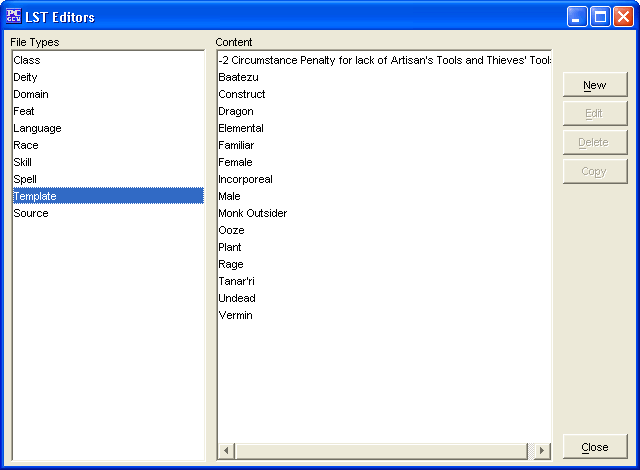 PC GEN LST Editors
File Types
Class
Deity
Domain
Feat
Language
Race
Skill
Spell
Template
Source
Content
-2 Circumstance Penalty for lack of Artisan's Tools and Thieves' Tools
Baatezu
Construct
Dragon
Elemental
Familiar
Female
Incorporeal
Male
Monk Outsider
Ooze
Plant
Rage
Tanar'ri
Undead
Vermin
New
Edit
Delete
Copy
Close